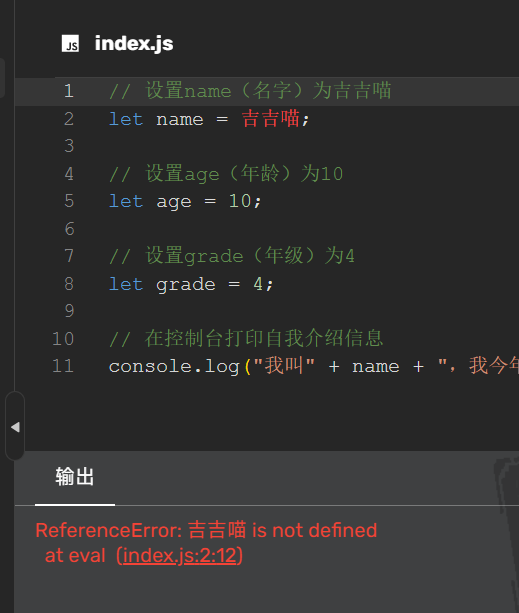 JS index.js
1 // 设置name（名字）为吉吉喵
2 let name = 吉吉喵;
3
4 // 设置age（年龄）为10
5 let age = 10;
6
7 // 设置grade（年级）为4
8 let grade = 4;
9
10 // 在控制台打印自我介绍信息
11 console.log("我叫" + name + "，我今年
输出
ReferenceError: 吉吉喵 is not defined
at eval (index.js:2:12)